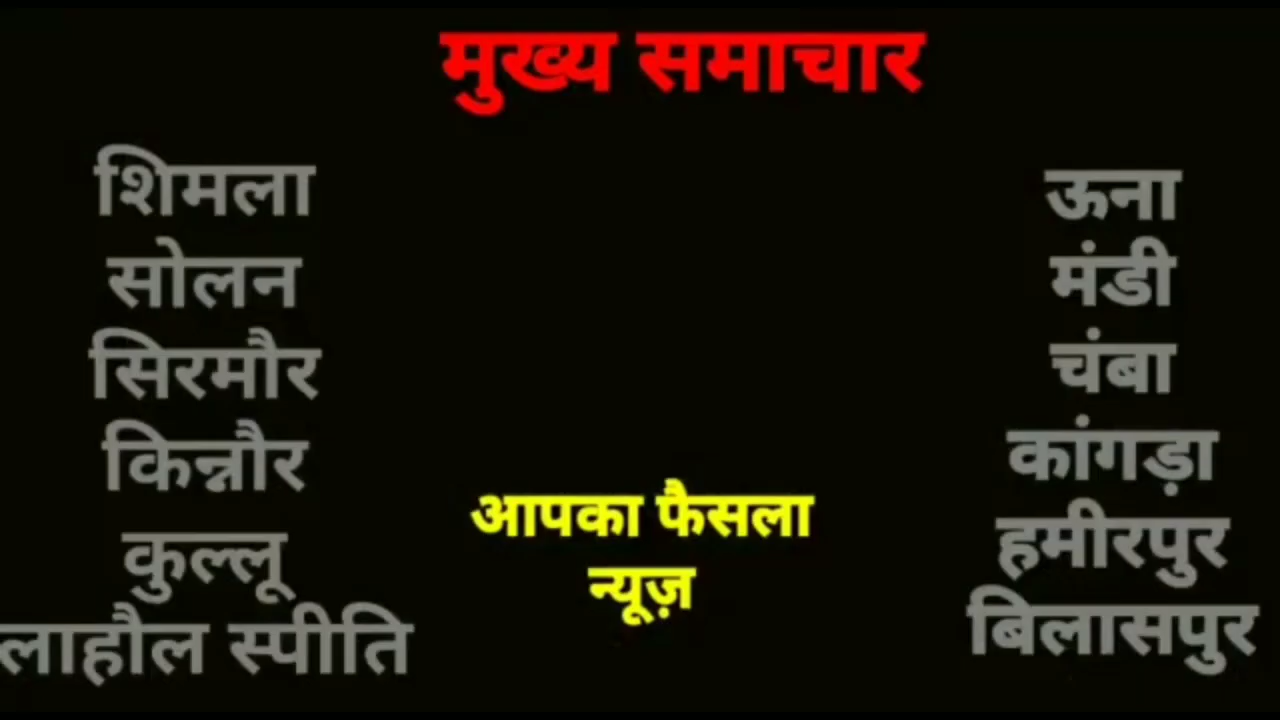 मुख्य समाचार
शिमला
सोलन
सिरमौर
किन्नौर
कुल्लू
लाहौल स्पीति
आपका फैसला
न्यूज़
ऊना
मंडी
चंबा
कांगड़ा
हमीरपुर
बिलासपुर